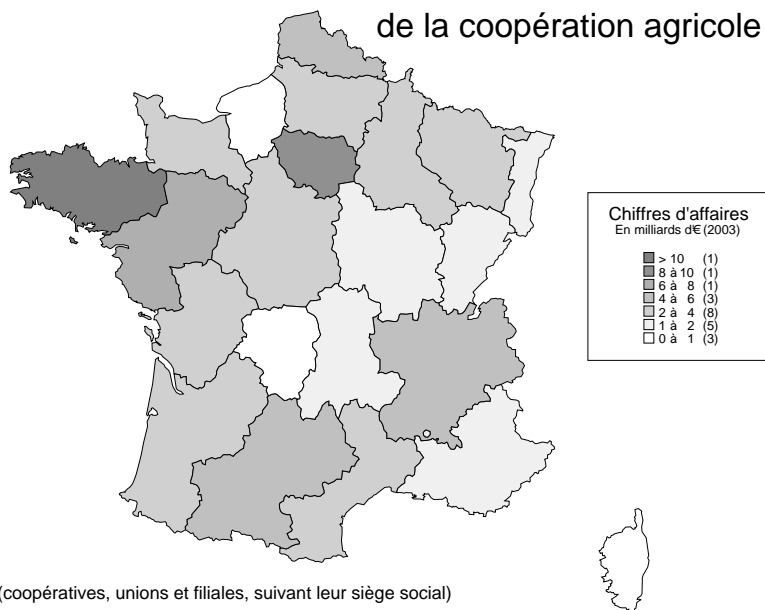 de la coopération agricole
Chiffres d'affaires
En milliards d€ (2003)
> 10 (1)
8 à 10 (1)
6 à 8 (1)
4 à 6 (3)
2 à 4 (8)
1 à 2 (5)
0 à 1 (3)
(coopératives, unions et filiales, suivant leur siège social)